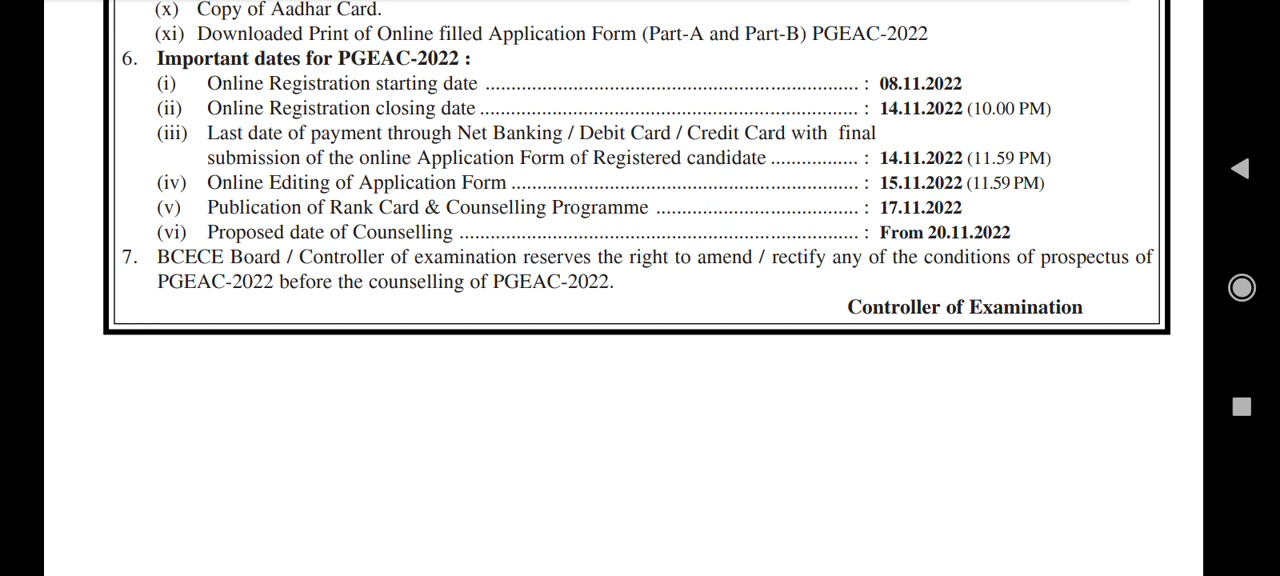 (x) Copy of Aadhar Card.
(xi) Downloaded Print of Online filled Application Form (Part-A and Part-B) PGEAC-2022
6. Important dates for PGEAC-2022 :
(i) Online Registration starting date ........................................................................ : 08.11.2022
(ii) Online Registration closing date ......................................................................... : 14.11.2022 (10.00 PM)
(iii) Last date of payment through Net Banking / Debit Card / Credit Card with final
submission of the online Application Form of Registered candidate ................. : 14.11.2022 (11.59 PM)
(iv) Online Editing of Application Form ................................................................... : 15.11.2022 (11.59 PM)
(v) Publication of Rank Card & Counselling Programme ....................................... : 17.11.2022
(vi) Proposed date of Counselling ............................................................................. : From 20.11.2022
7. BCECE Board / Controller of examination reserves the right to amend / rectify any of the conditions of prospectus of
PGEAC-2022 before the counselling of PGEAC-2022.
Controller of Examination